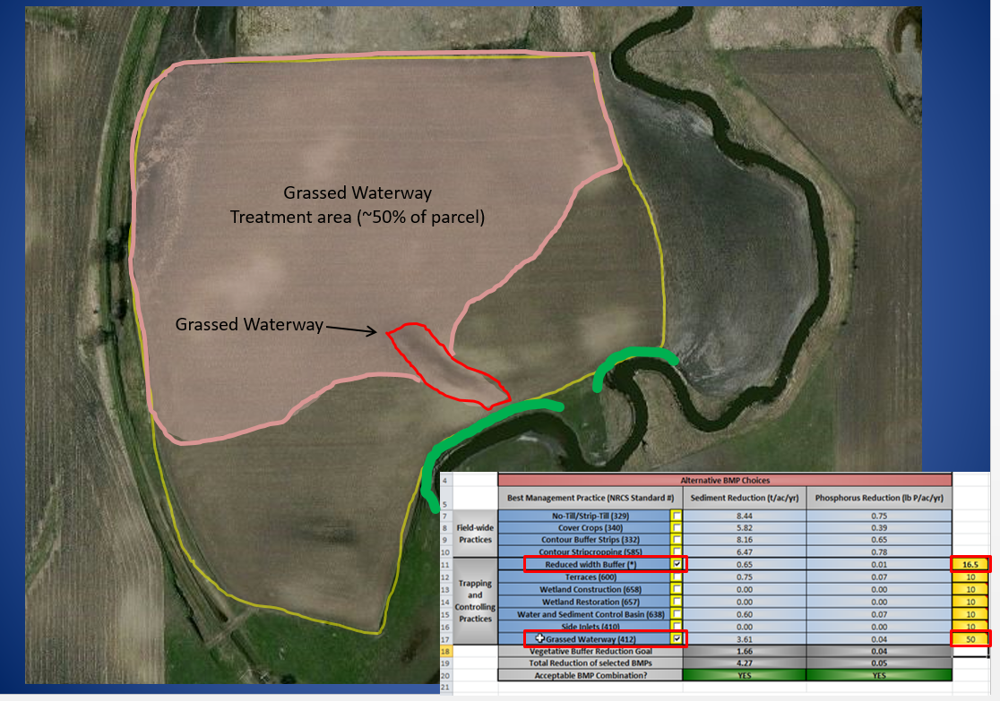 Grassed Waterway
Treatment area (~50% of parcel)
Grassed Waterway
4 Alternative BMP Choices
5 Best Management Practice (NRCS Standard #) Sediment Reduction (t/ac/yr) Phosphorus Reduction (lb P/ac/yr)
Field-wide Practices
7 No-Till/Strip-Till (329) 8.44 0.75
8 Cover Crops (340) 5.82 0.39
9 Contour Buffer Strips (332) 8.16 0.65
10 Contour Stripcropping (585) 6.47 0.78
Trapping and Controlling Practices
11 Reduced width Buffer (*) 0.65 0.01 16.5
12 Terraces (600) 0.75 0.07 10
13 Wetland Construction (658) 0.00 0.00 10
14 Wetland Restoration (657) 0.00 0.00 10
15 Water and Sediment Control Basin (638) 0.60 0.07 10
16 Side Inlets (410) 0.00 0.00 10
17 Grassed Waterway (412) 3.61 0.04 50
18 Vegetative Buffer Reduction Goal 1.66 0.04
19 Total Reduction of selected BMPs 4.27 0.05
20 Acceptable BMP Combination? YES YES
21